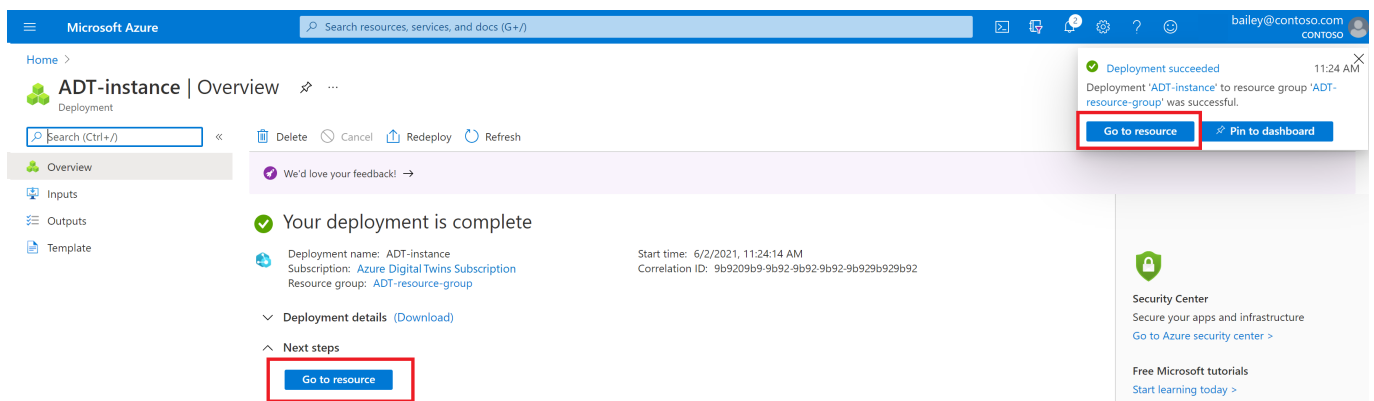 Microsoft Azure
Search resources, services, and docs (G+/)
2
bailey@contoso.com
CONTOSO
Home >
ADT-instance | Overview
Deployment
Search (Ctrl+/)
«
Delete
Cancel
Redeploy
Refresh
Overview
Inputs
Outputs
Template
We'd love your feedback! →
Your deployment is complete
Deployment name: ADT-instance
Subscription: Azure Digital Twins Subscription
Resource group: ADT-resource-group
Start time: 6/2/2021, 11:24:14 AM
Correlation ID: 9b9209b9-9b92-9b92-9b92-9b929b929b92
Deployment details (Download)
Next steps
Go to resource
Deployment succeeded 11:24 AM
Deployment 'ADT-instance' to resource group 'ADT-
resource-group' was successful.
Go to resource
Pin to dashboard
Security Center
Secure your apps and infrastructure
Go to Azure security center >
Free Microsoft tutorials
Start learning today >